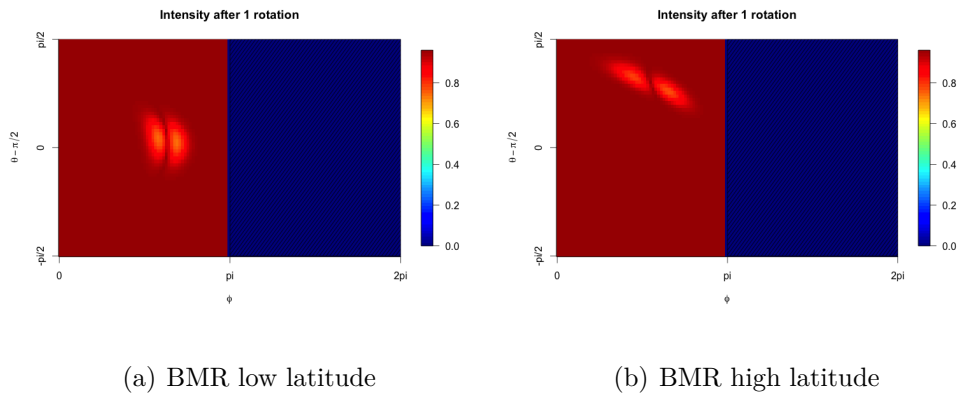 Intensity after 1 rotation
pi/2
0
-pi/2
θ − π/2
0
pi
2pi
ϕ
0.8
0.6
0.4
0.2
0.0
(a) BMR low latitude
Intensity after 1 rotation
pi/2
0
-pi/2
θ − π/2
0
pi
2pi
ϕ
0.8
0.6
0.4
0.2
0.0
(b) BMR high latitude